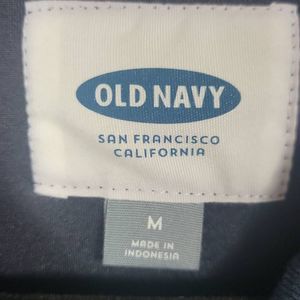 OLD NAVY
SAN FRANCISCO
CALIFORNIA
M
MADE IN
INDONESIA